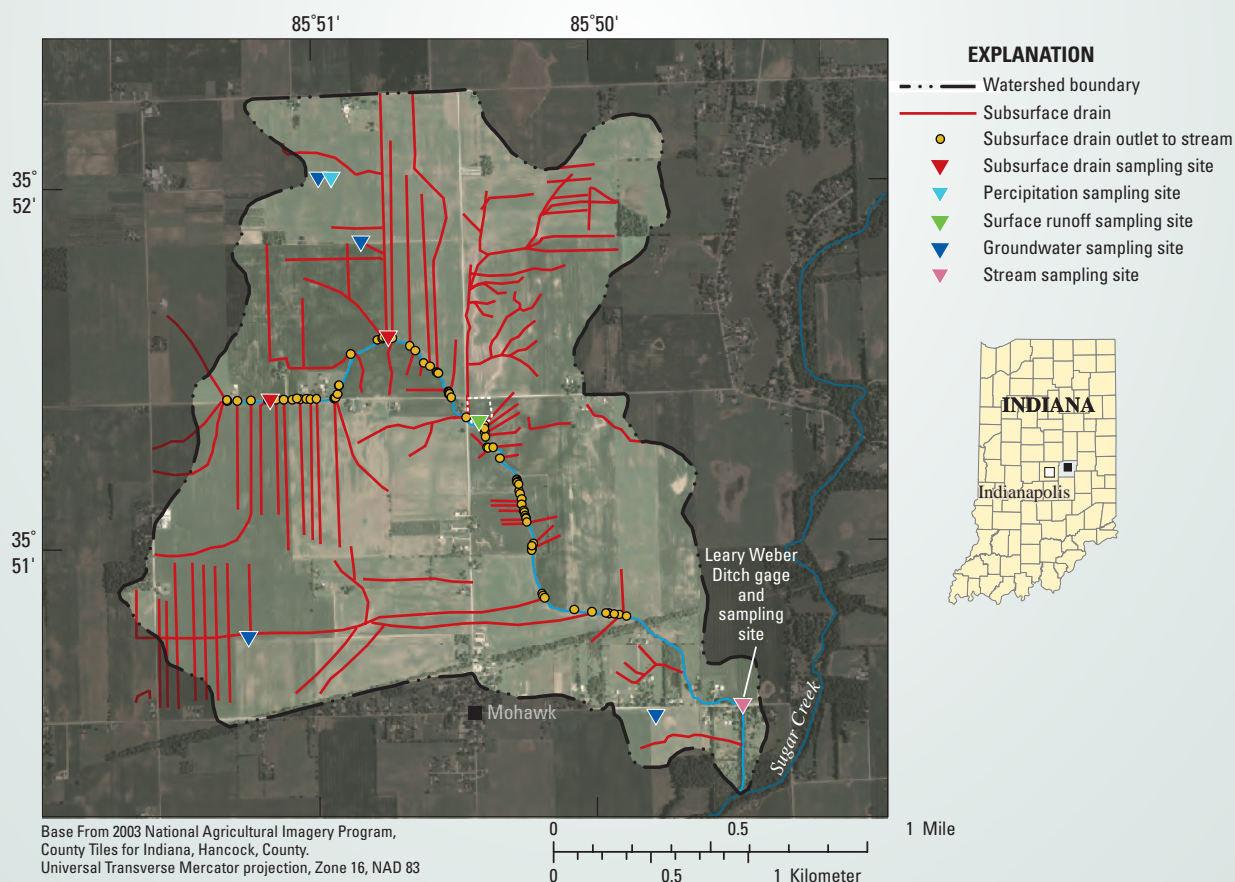 85°51'
85°50'
35°
52'
35°
51'
Leary Weber
Ditch gage
and
sampling
site
Mohawk
Sugar Creek
EXPLANATION
Watershed boundary
Subsurface drain
Subsurface drain outlet to stream
Subsurface drain sampling site
Percipitation sampling site
Surface runoff sampling site
Groundwater sampling site
Stream sampling site
INDIANA
Indianapolis
Base From 2003 National Agricultural Imagery Program,
County Tiles for Indiana, Hancock, County.
Universal Transverse Mercator projection, Zone 16, NAD 83
0 0.5 1 Mile
0 0.5 1 Kilometer